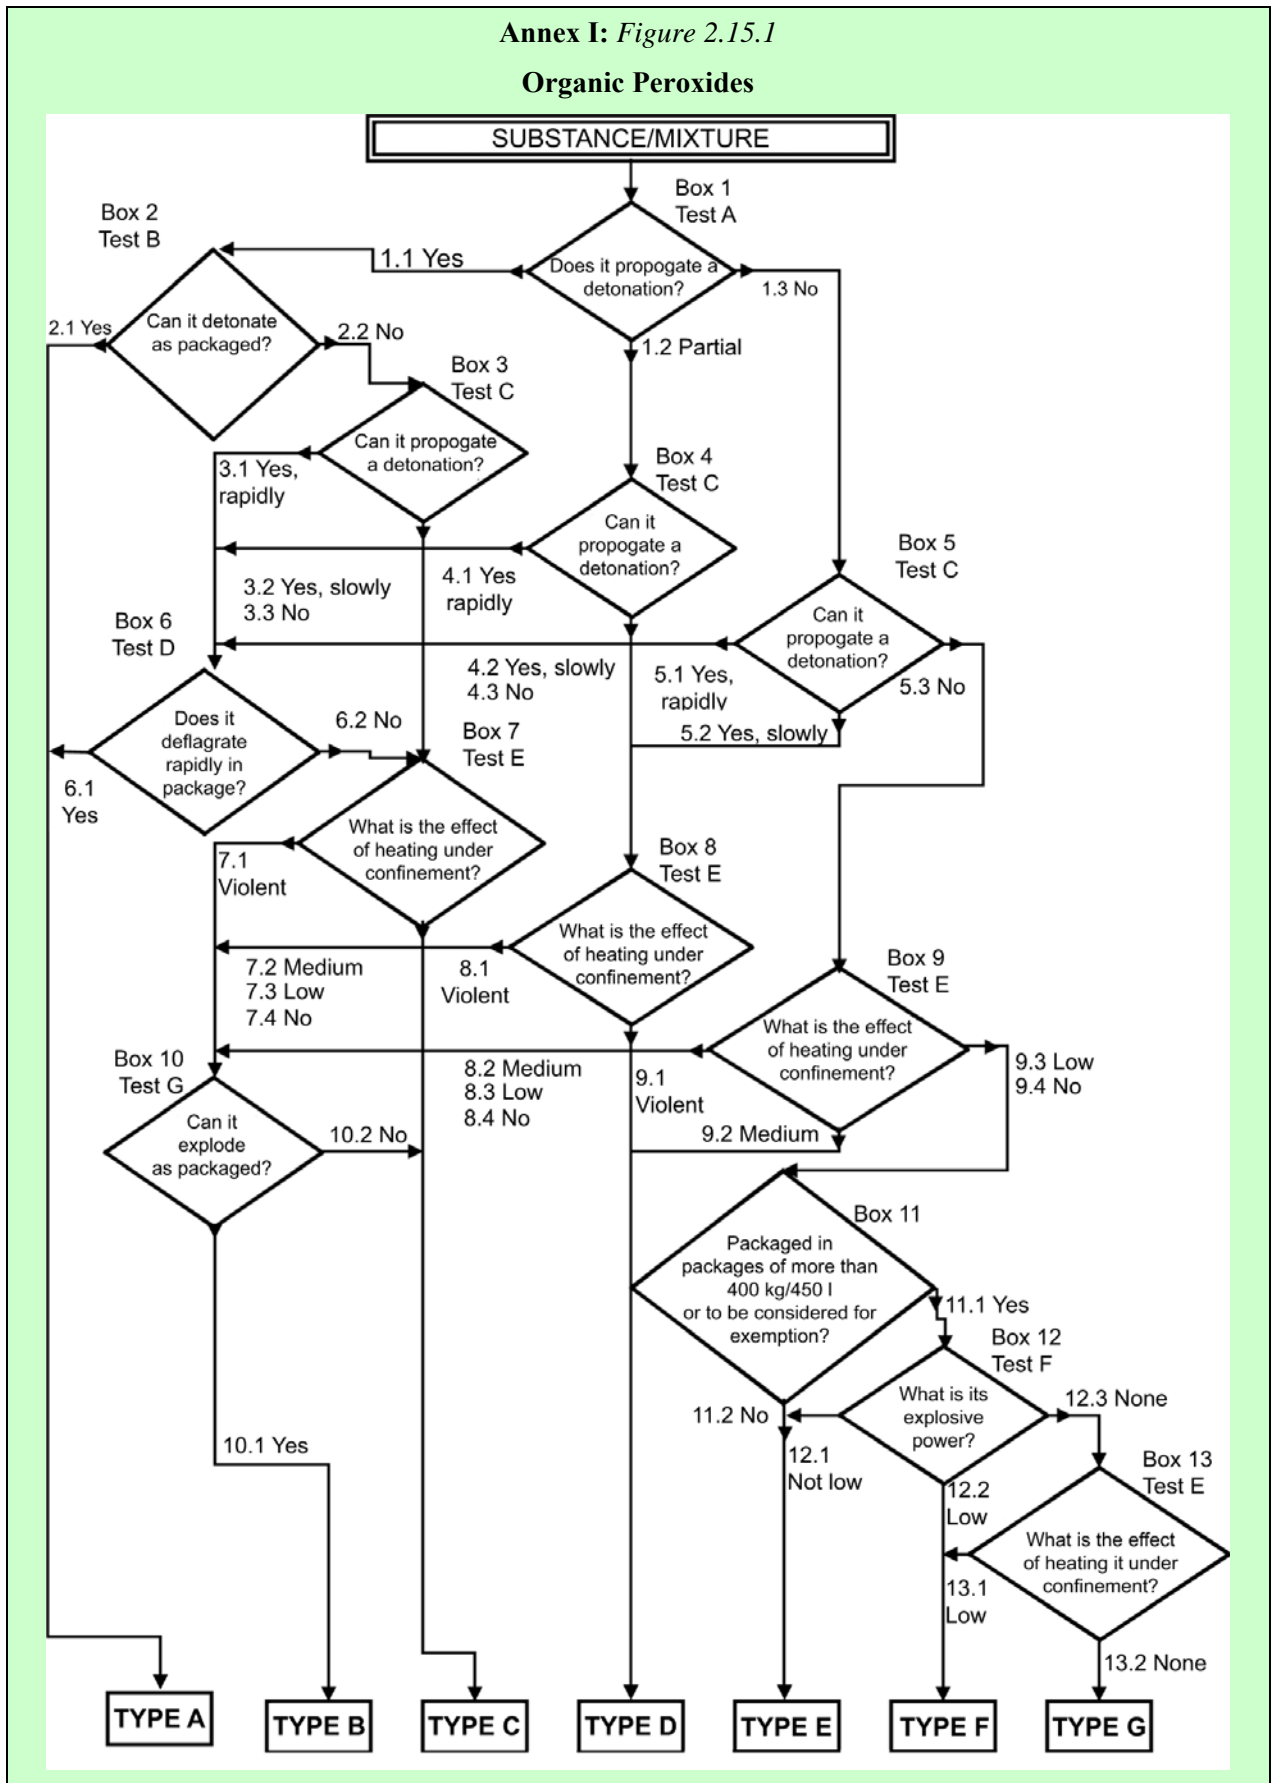 Annex I: Figure 2.15.1
Organic Peroxides
SUBSTANCE/MIXTURE
Box 1
Test A
Does it propogate a
detonation?
1.1 Yes
1.2 Partial
1.3 No
Box 2
Test B
Can it detonate
as packaged?
2.1 Yes
2.2 No
Box 3
Test C
Can it propogate
a detonation?
3.1 Yes,
rapidly
3.2 Yes, slowly
3.3 No
Box 4
Test C
Can it
propogate a
detonation?
4.1 Yes
rapidly
4.2 Yes, slowly
4.3 No
Box 5
Test C
Can it
propogate a
detonation?
5.1 Yes,
rapidly
5.2 Yes, slowly
5.3 No
Box 6
Test D
Does it
deflagrate
rapidly in
package?
6.1
Yes
6.2 No
Box 7
Test E
What is the effect
of heating under
confinement?
7.1
Violent
7.2 Medium
7.3 Low
7.4 No
Box 8
Test E
What is the effect
of heating under
confinement?
8.1
Violent
8.2 Medium
8.3 Low
8.4 No
Box 9
Test E
What is the effect
of heating under
confinement?
9.1
Violent
9.2 Medium
9.3 Low
9.4 No
Box 10
Test G
Can it
explode
as packaged?
10.1 Yes
10.2 No
Box 11
Packaged in
packages of more than
400 kg/450 l
or to be considered for
exemption?
11.1 Yes
11.2 No
Box 12
Test F
What is its
explosive
power?
12.1
Not low
12.2
Low
12.3 None
Box 13
Test E
What is the effect
of heating it under
confinement?
13.1
Low
13.2 None
TYPE A
TYPE B
TYPE C
TYPE D
TYPE E
TYPE F
TYPE G